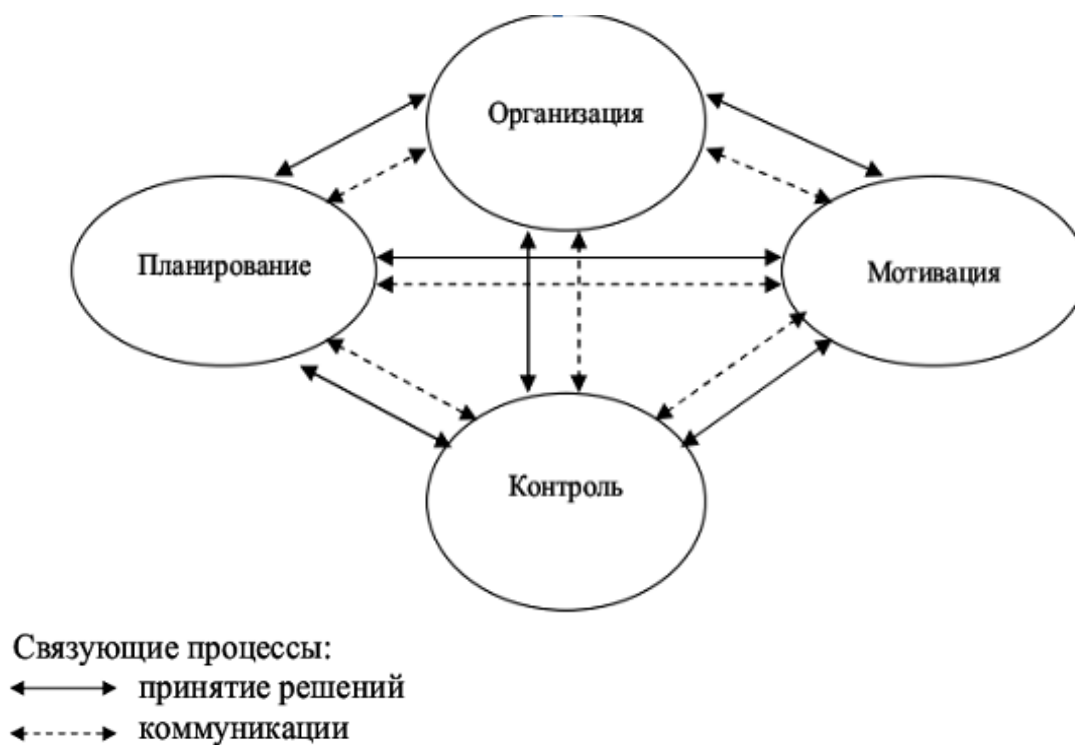 Организация
Планирование
Мотивация
Контроль
Связующие процессы:
принятие решений
коммуникации